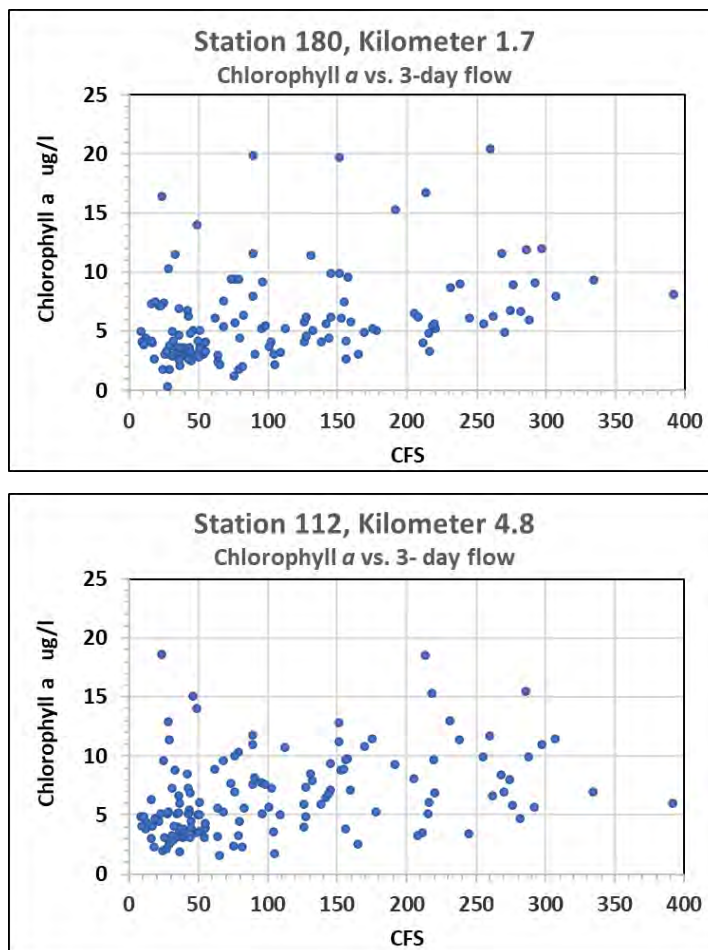 Station 180, Kilometer 1.7
Chlorophyll a vs. 3-day flow
25
20
15
10
5
0
Chlorophyll a ug/l
0 50 100 150 200 250 300 350 400
CFS
Station 112, Kilometer 4.8
Chlorophyll a vs. 3- day flow
25
20
15
10
5
0
Chlorophyll a ug/l
0 50 100 150 200 250 300 350 400
CFS